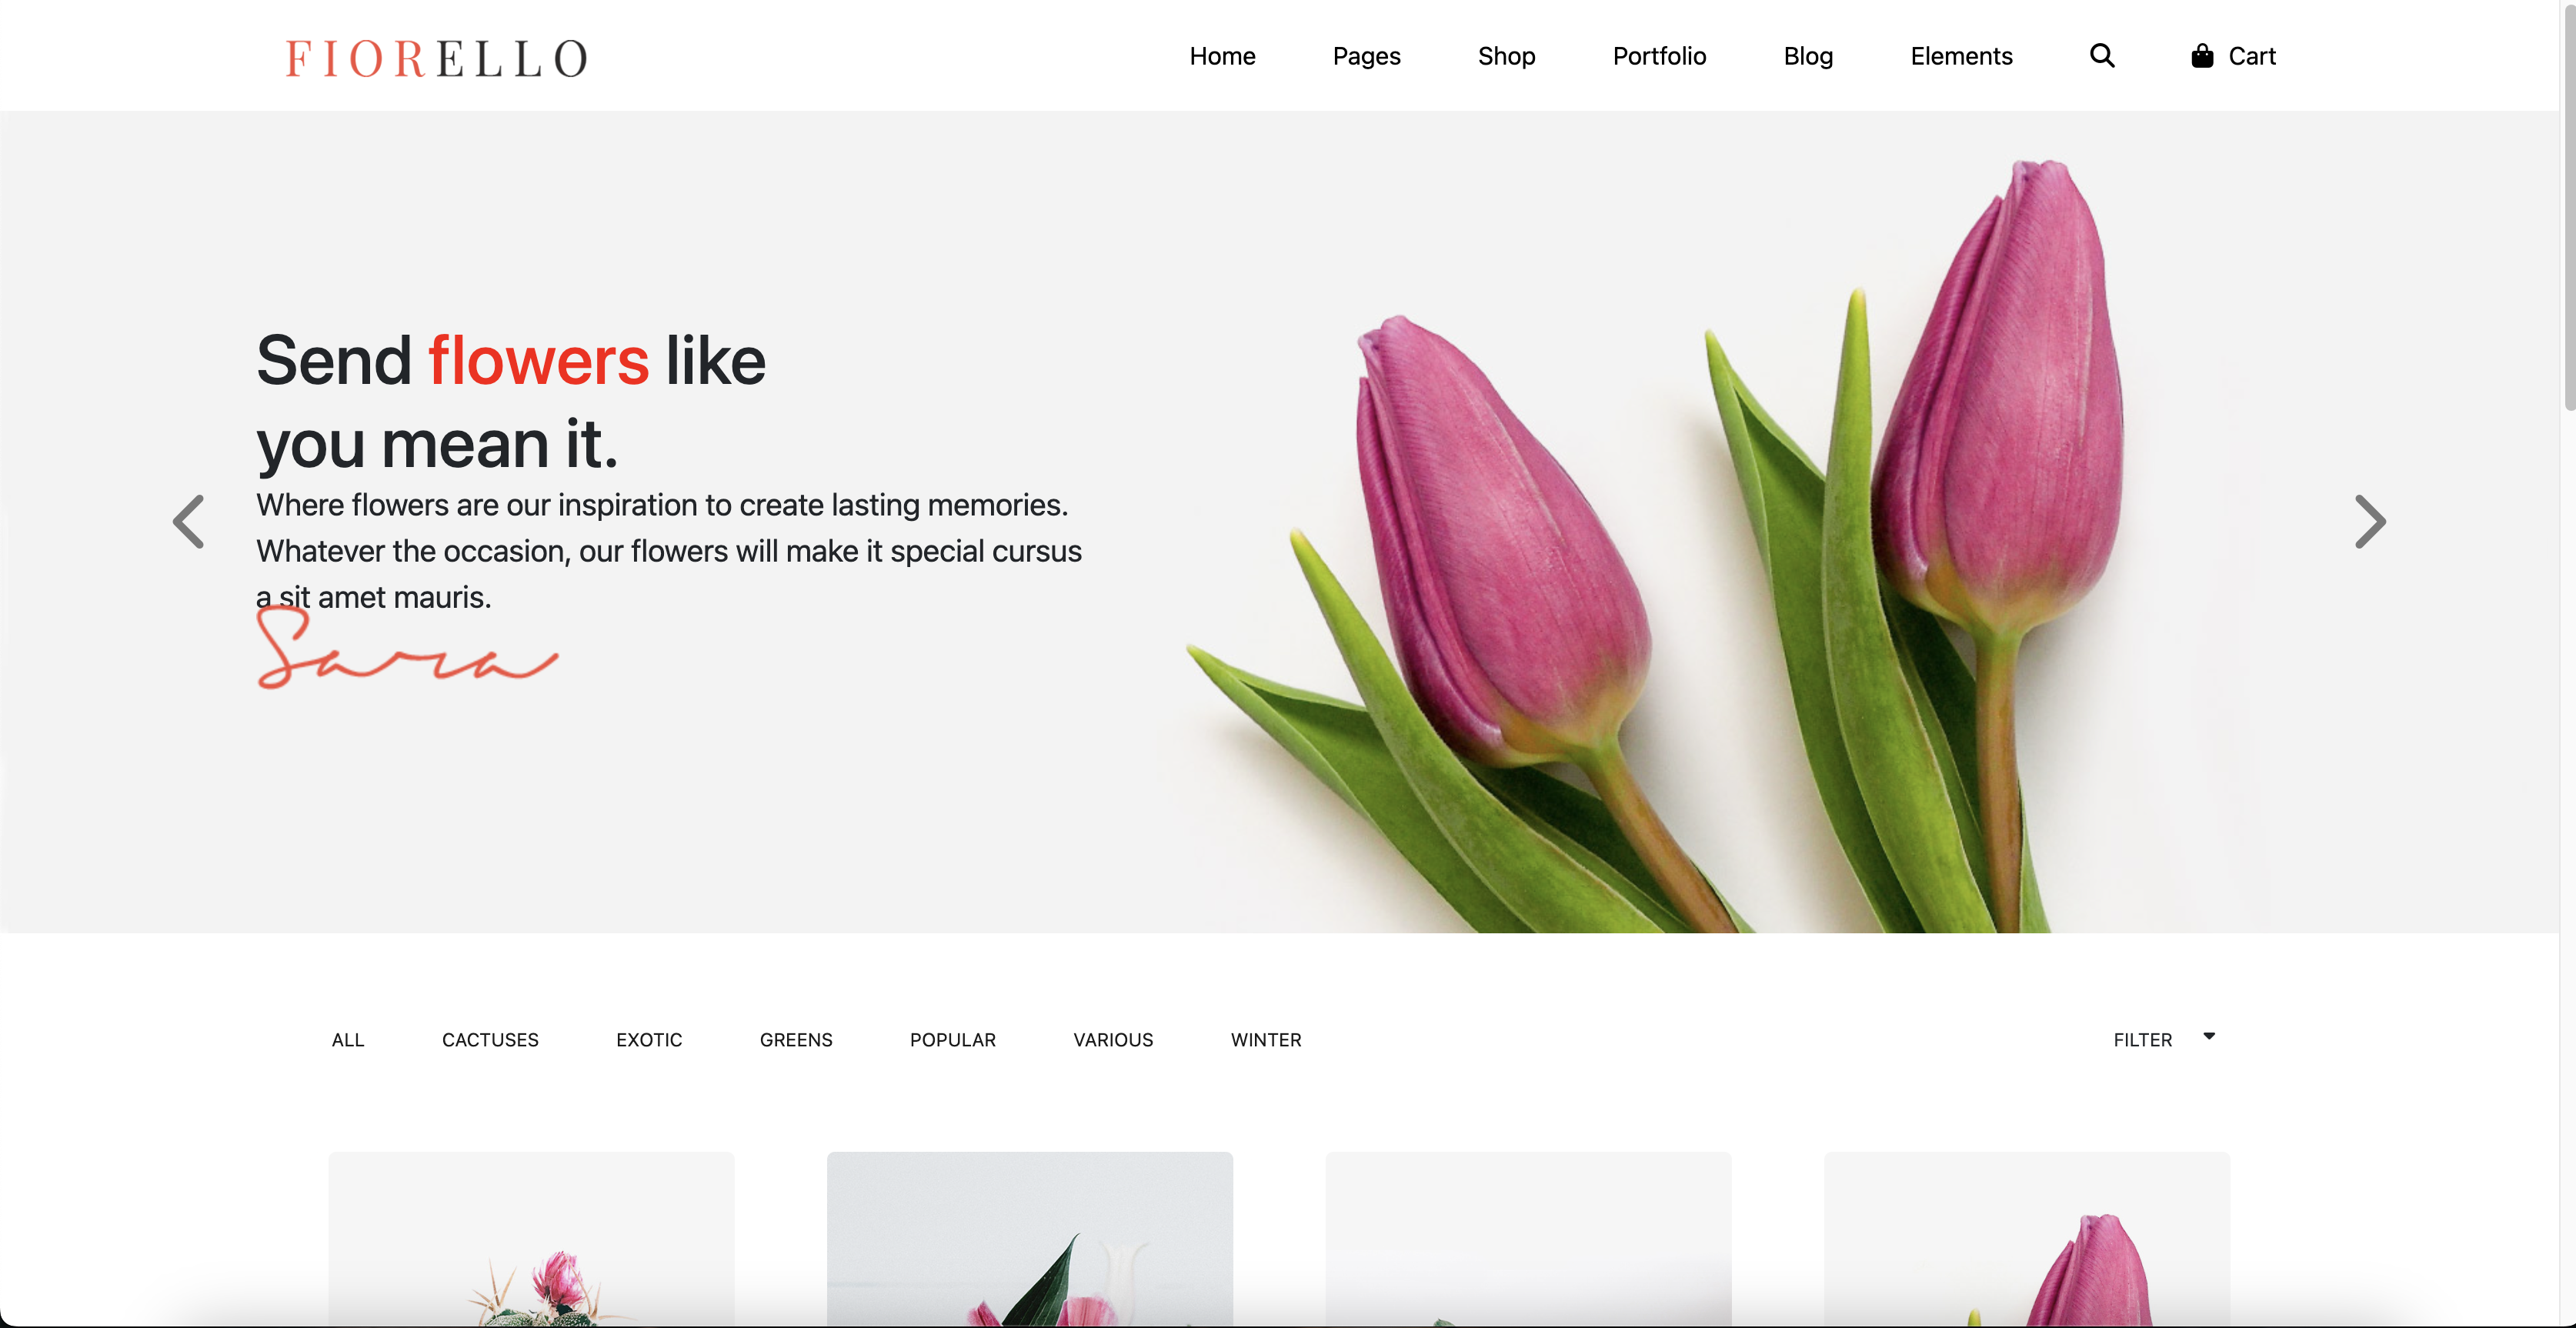 FIORELLO
Home Pages Shop Portfolio Blog Elements Cart
Send flowers like
you mean it.
Where flowers are our inspiration to create lasting memories.
Whatever the occasion, our flowers will make it special cursus
a sit amet mauris.
Sara
ALL CACTUSES EXOTIC GREENS POPULAR VARIOUS WINTER FILTER